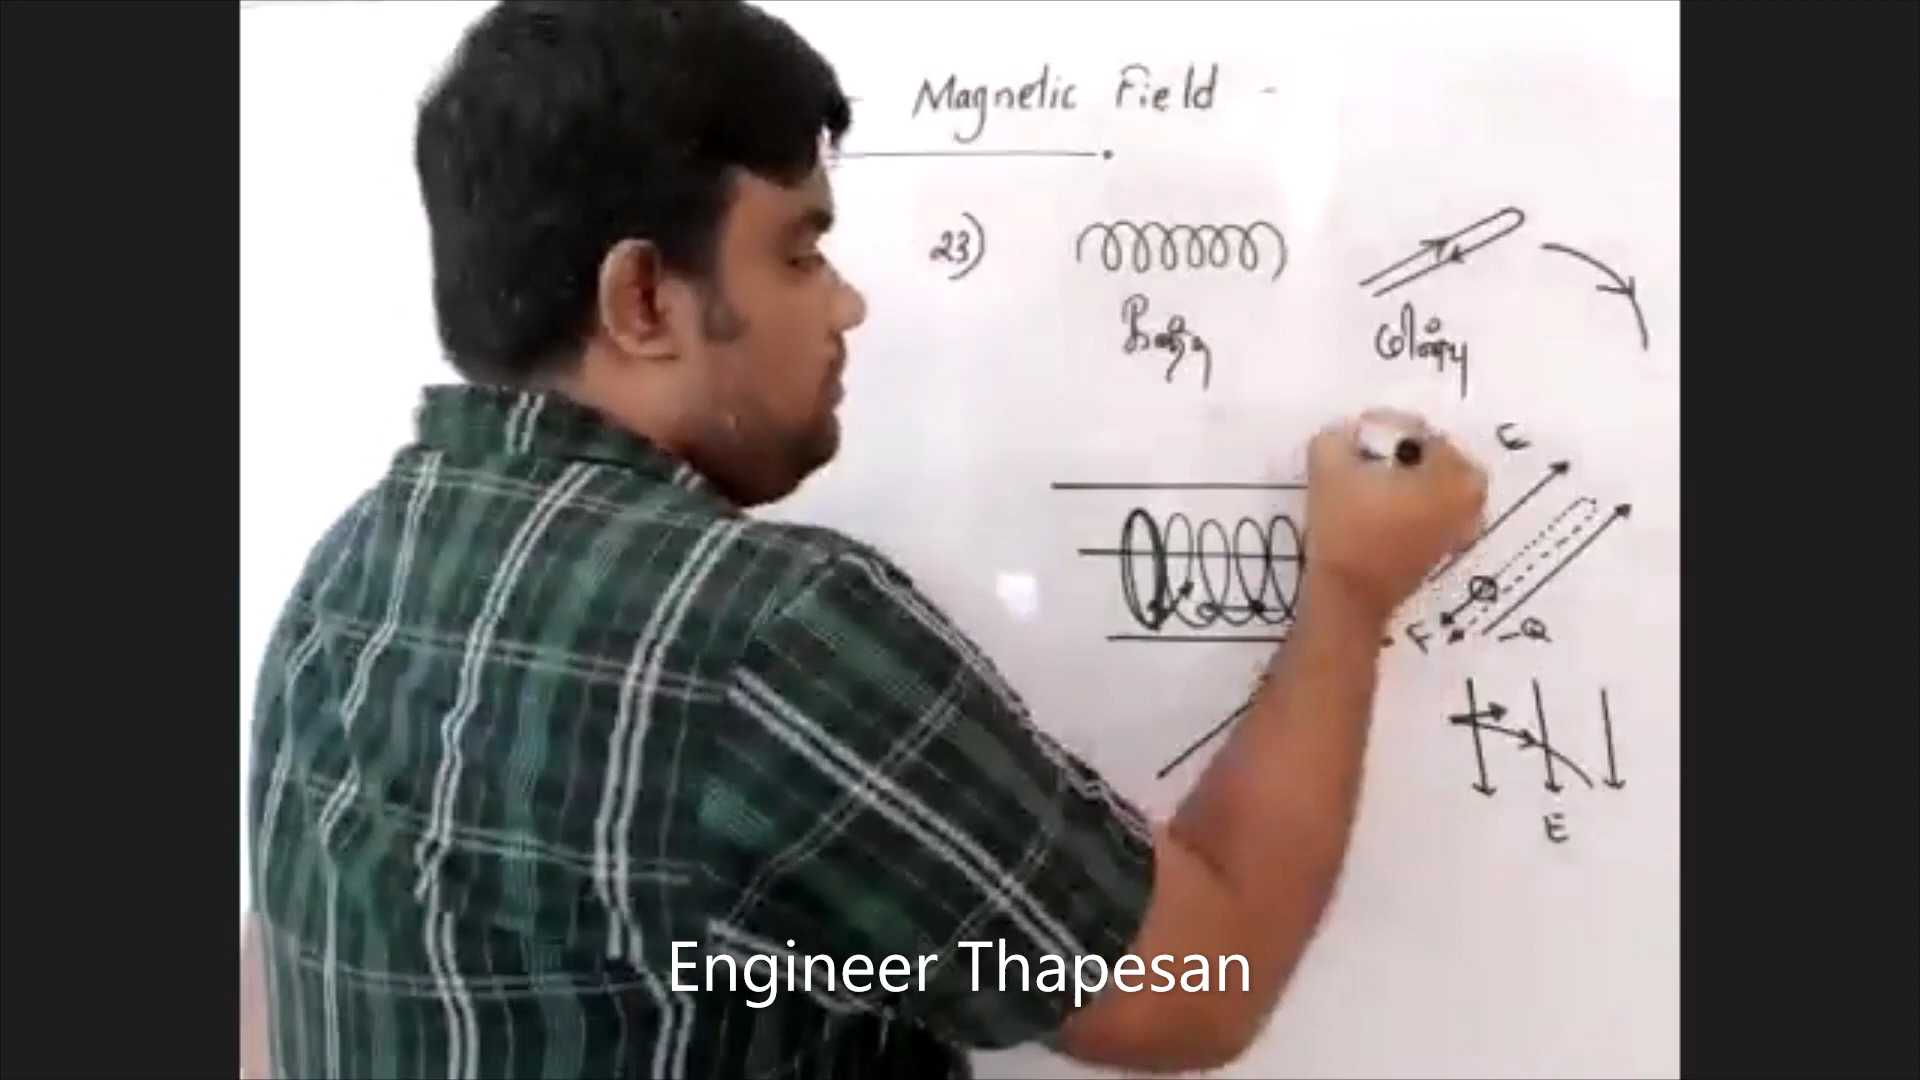 Magnetic Field -
23)
மின்பு
E
F
-Q
E
Engineer Thapesan